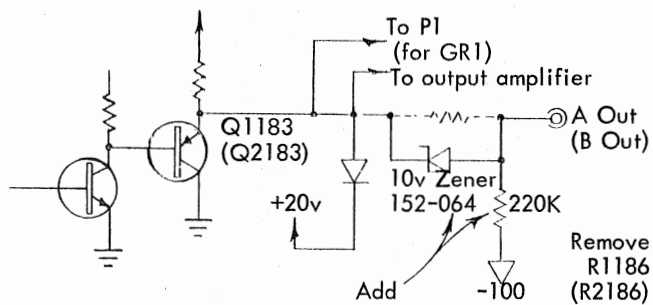 To P1
(for GR1)
To output amplifier
Q1183
(Q2183)
A Out
(B Out)
10v Zener
152-064
220K
+20v
Remove
R1186
(R2186)
Add
-100